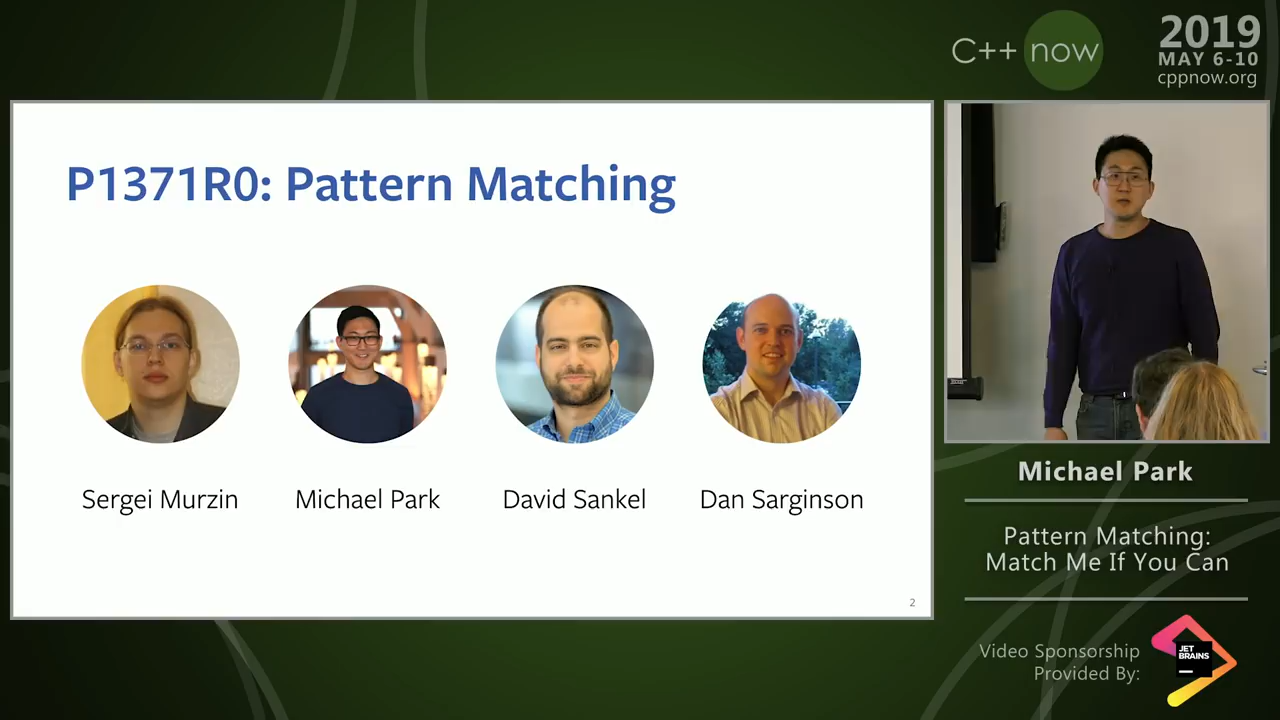 C++ now
2019
MAY 6-10
cppnow.org
P1371R0: Pattern Matching
Sergei Murzin
Michael Park
David Sankel
Dan Sarginson
2
Michael Park
Pattern Matching:
Match Me If You Can
Video Sponsorship
Provided By:
JET
BRAINS